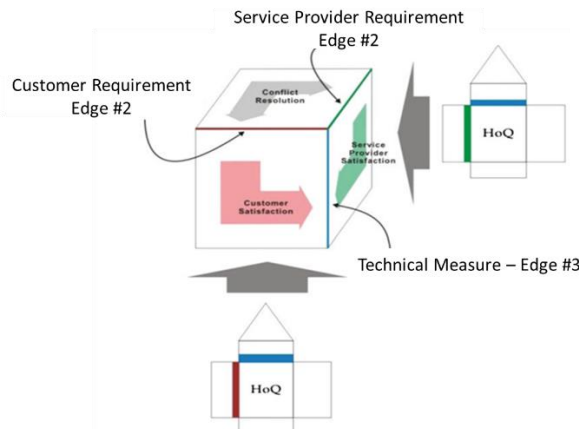 Service Provider Requirement
Edge #2
Customer Requirement
Edge #2
Conflict
Resolution
Service
Provider
Satisfaction
HoQ
Customer
Satisfaction
Technical Measure – Edge #3
HoQ